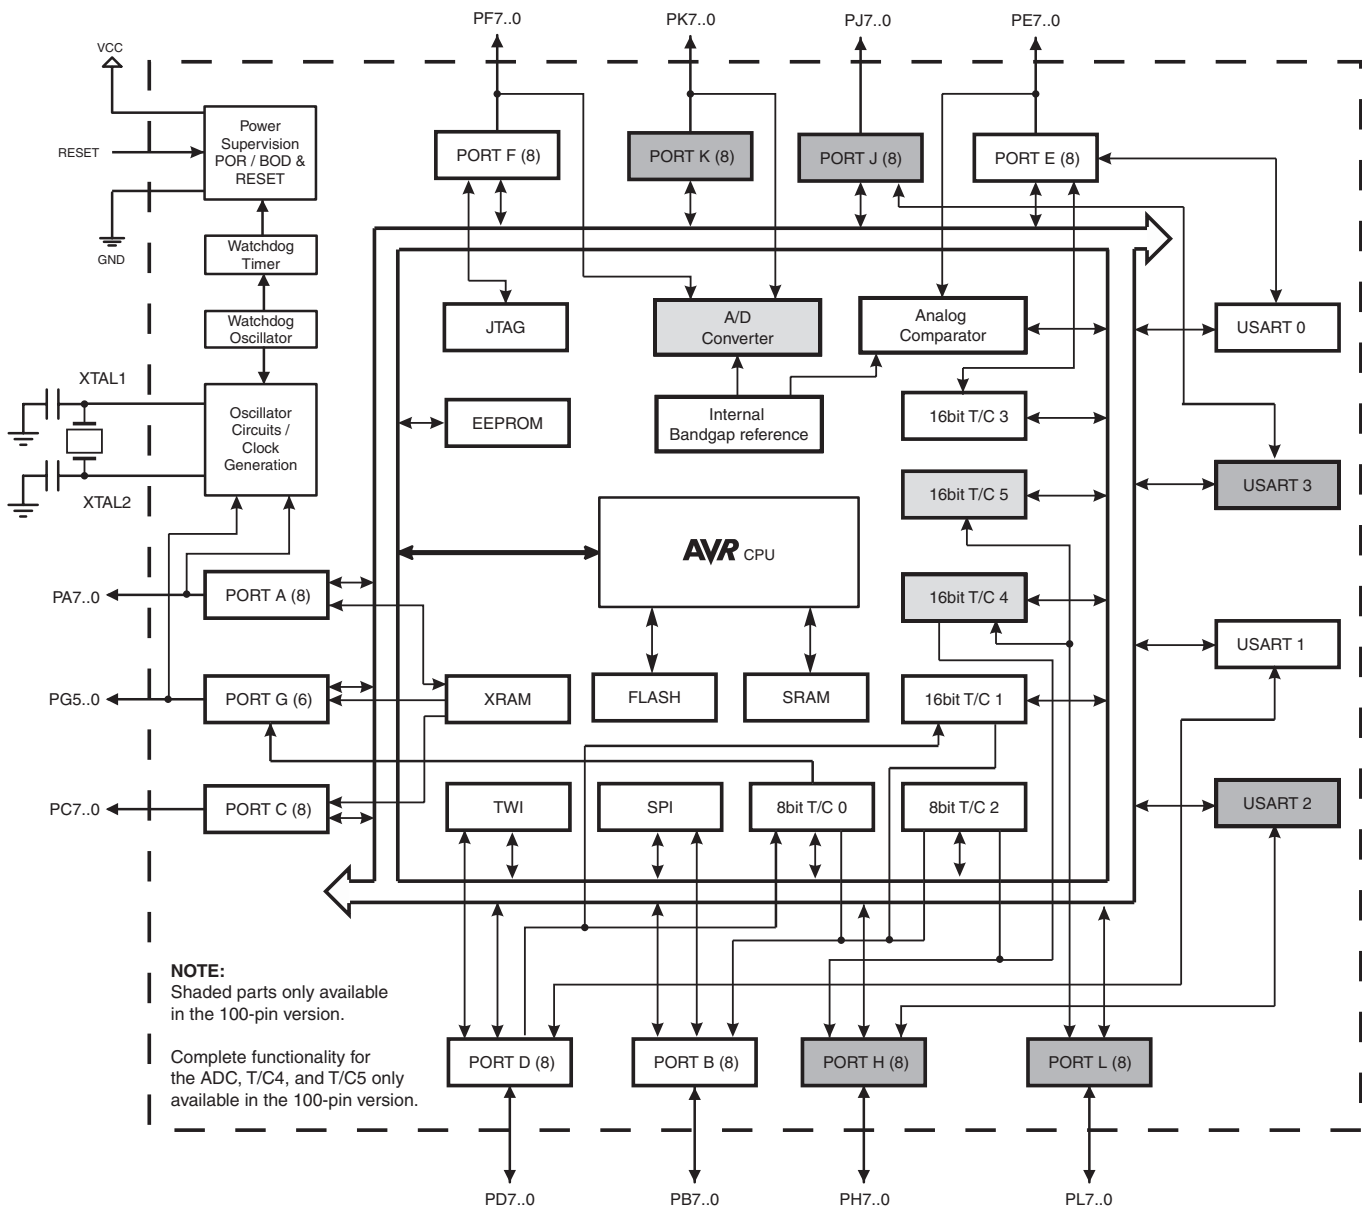 PF7..0
PK7..0
PJ7..0
PE7..0
VCC
RESET
GND
Power
Supervision
POR / BOD &
RESET
PORT F (8)
PORT K (8)
PORT J (8)
PORT E (8)
Watchdog
Timer
Watchdog
Oscillator
JTAG
A/D
Converter
Analog
Comparator
USART 0
XTAL1
Oscillator
Circuits /
Clock
Generation
XTAL2
EEPROM
Internal
Bandgap reference
16bit T/C 3
16bit T/C 5
USART 3
AVR CPU
PA7..0
PORT A (8)
16bit T/C 4
USART 1
PG5..0
PORT G (6)
XRAM
FLASH
SRAM
16bit T/C 1
PC7..0
PORT C (8)
TWI
SPI
8bit T/C 0
8bit T/C 2
USART 2
NOTE:
Shaded parts only available
in the 100-pin version.
Complete functionality for
the ADC, T/C4, and T/C5 only
available in the 100-pin version.
PORT D (8)
PORT B (8)
PORT H (8)
PORT L (8)
PD7..0
PB7..0
PH7..0
PL7..0